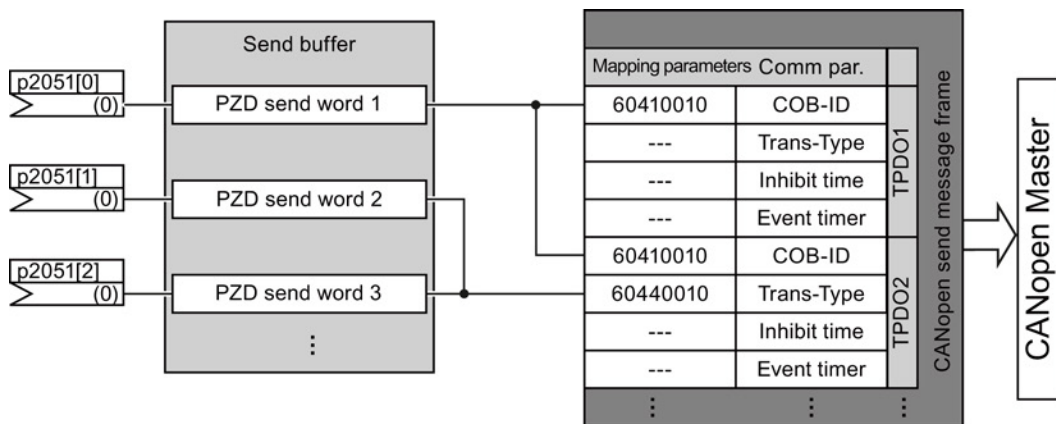 Send buffer
p2051[0]
(0)
PZD send word 1
p2051[1]
(0)
PZD send word 2
p2051[2]
(0)
PZD send word 3
⋮
Mapping parameters Comm par.
60410010 COB-ID
--- Trans-Type
--- Inhibit time
--- Event timer
TPDO1
60410010 COB-ID
60440010 Trans-Type
--- Inhibit time
--- Event timer
TPDO2
⋮ ⋮ ⋮
CANopen send message frame
CANopen Master